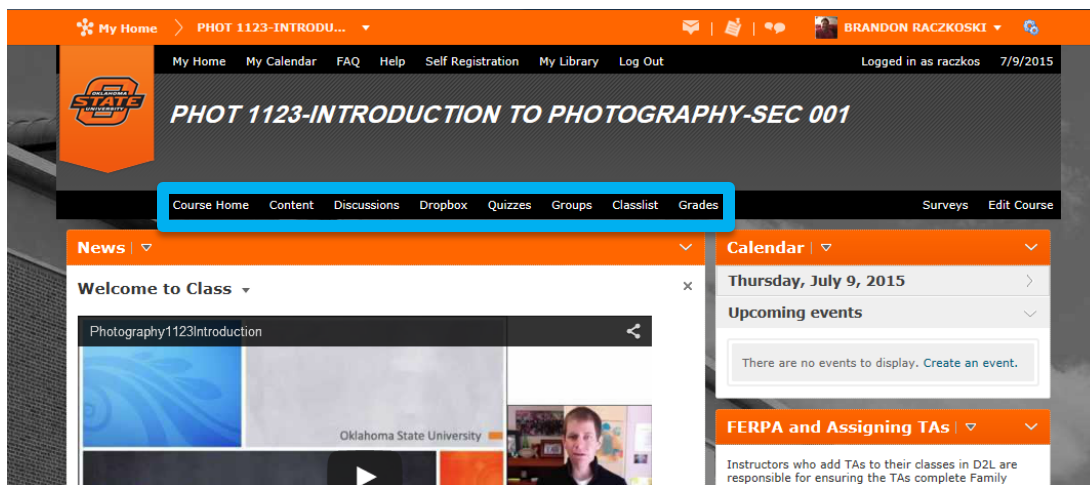 My Home PHOT 1123-INTRODU... BRANDON RACZKOSKI
My Home My Calendar FAQ Help Self Registration My Library Log Out Logged in as raczkos 7/9/2015
OKLAHOMA
STATE
UNIVERSITY
PHOT 1123-INTRODUCTION TO PHOTOGRAPHY-SEC 001
Course Home Content Discussions Dropbox Quizzes Groups Classlist Grades Surveys Edit Course
News
Welcome to Class
Photography1123Introduction
Oklahoma State University
Calendar
Thursday, July 9, 2015
Upcoming events
There are no events to display. Create an event.
FERPA and Assigning TAs
Instructors who add TAs to their classes in D2L are
responsible for ensuring the TAs complete Family